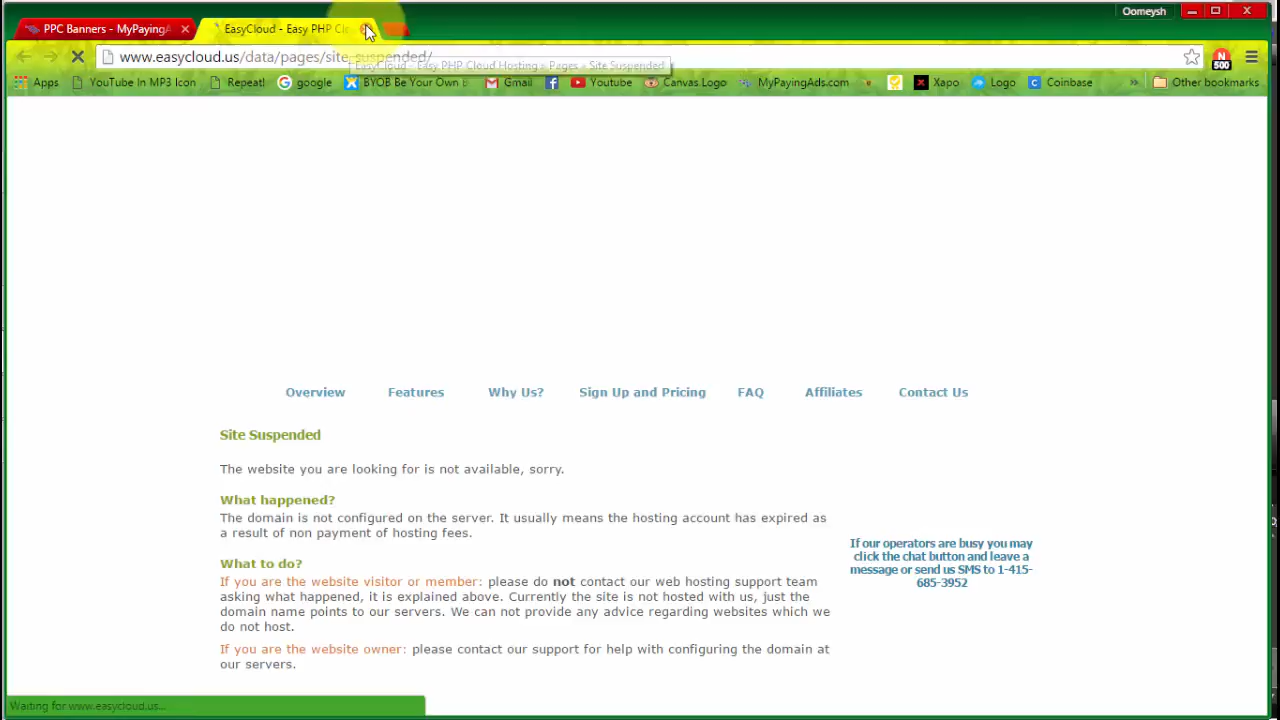 Oomeysh
PPC Banners - MyPayingA
EasyCloud - Easy PHP Clo
www.easycloud.us/data/pages/site_suspended/
EasyCloud - Easy PHP Cloud Hosting » Pages » Site Suspended
N
500
Apps
YouTube In MP3 Icon
Repeat!
google
BYOB Be Your Own B
Gmail
Youtube
Canvas Logo
MyPayingAds.com
Xapo
Logo
Coinbase
Other bookmarks
Overview
Features
Why Us?
Sign Up and Pricing
FAQ
Affiliates
Contact Us
Site Suspended
The website you are looking for is not available, sorry.
What happened?
The domain is not configured on the server. It usually means the hosting account has expired as
a result of non payment of hosting fees.
What to do?
If you are the website visitor or member: please do not contact our web hosting support team
asking what happened, it is explained above. Currently the site is not hosted with us, just the
domain name points to our servers. We can not provide any advice regarding websites which we
do not host.
If you are the website owner: please contact our support for help with configuring the domain at
our servers.
If our operators are busy you may
click the chat button and leave a
message or send us SMS to 1-415-
685-3952
Waiting for www.easycloud.us...